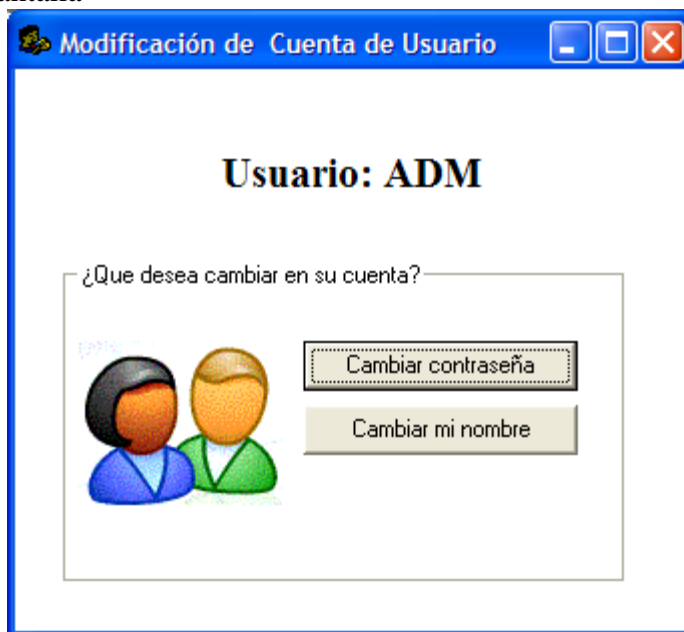 Modificación de Cuenta de Usuario
Usuario: ADM
¿Que desea cambiar en su cuenta?
Cambiar contraseña
Cambiar mi nombre